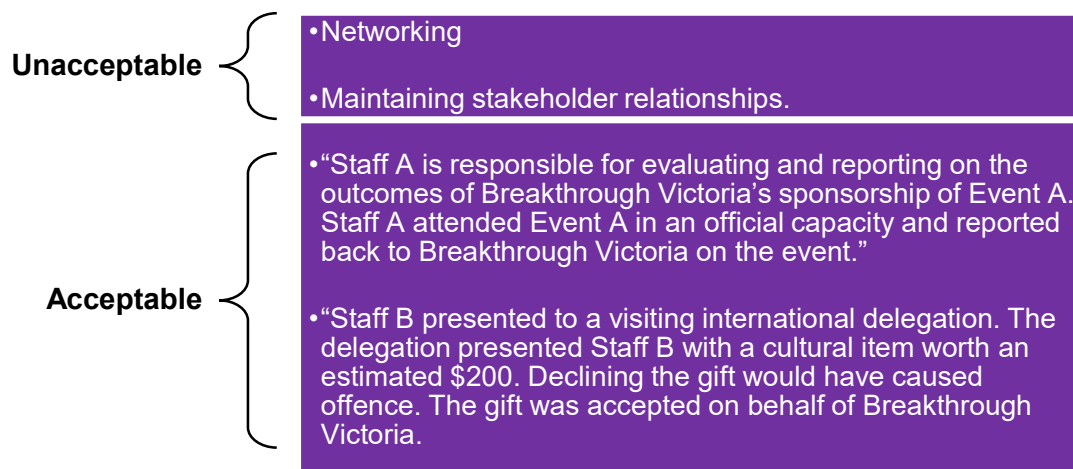 Unacceptable
•Networking
•Maintaining stakeholder relationships.
Acceptable
•“Staff A is responsible for evaluating and reporting on the
outcomes of Breakthrough Victoria’s sponsorship of Event A.
Staff A attended Event A in an official capacity and reported
back to Breakthrough Victoria on the event.”
•“Staff B presented to a visiting international delegation. The
delegation presented Staff B with a cultural item worth an
estimated $200. Declining the gift would have caused
offence. The gift was accepted on behalf of Breakthrough
Victoria.